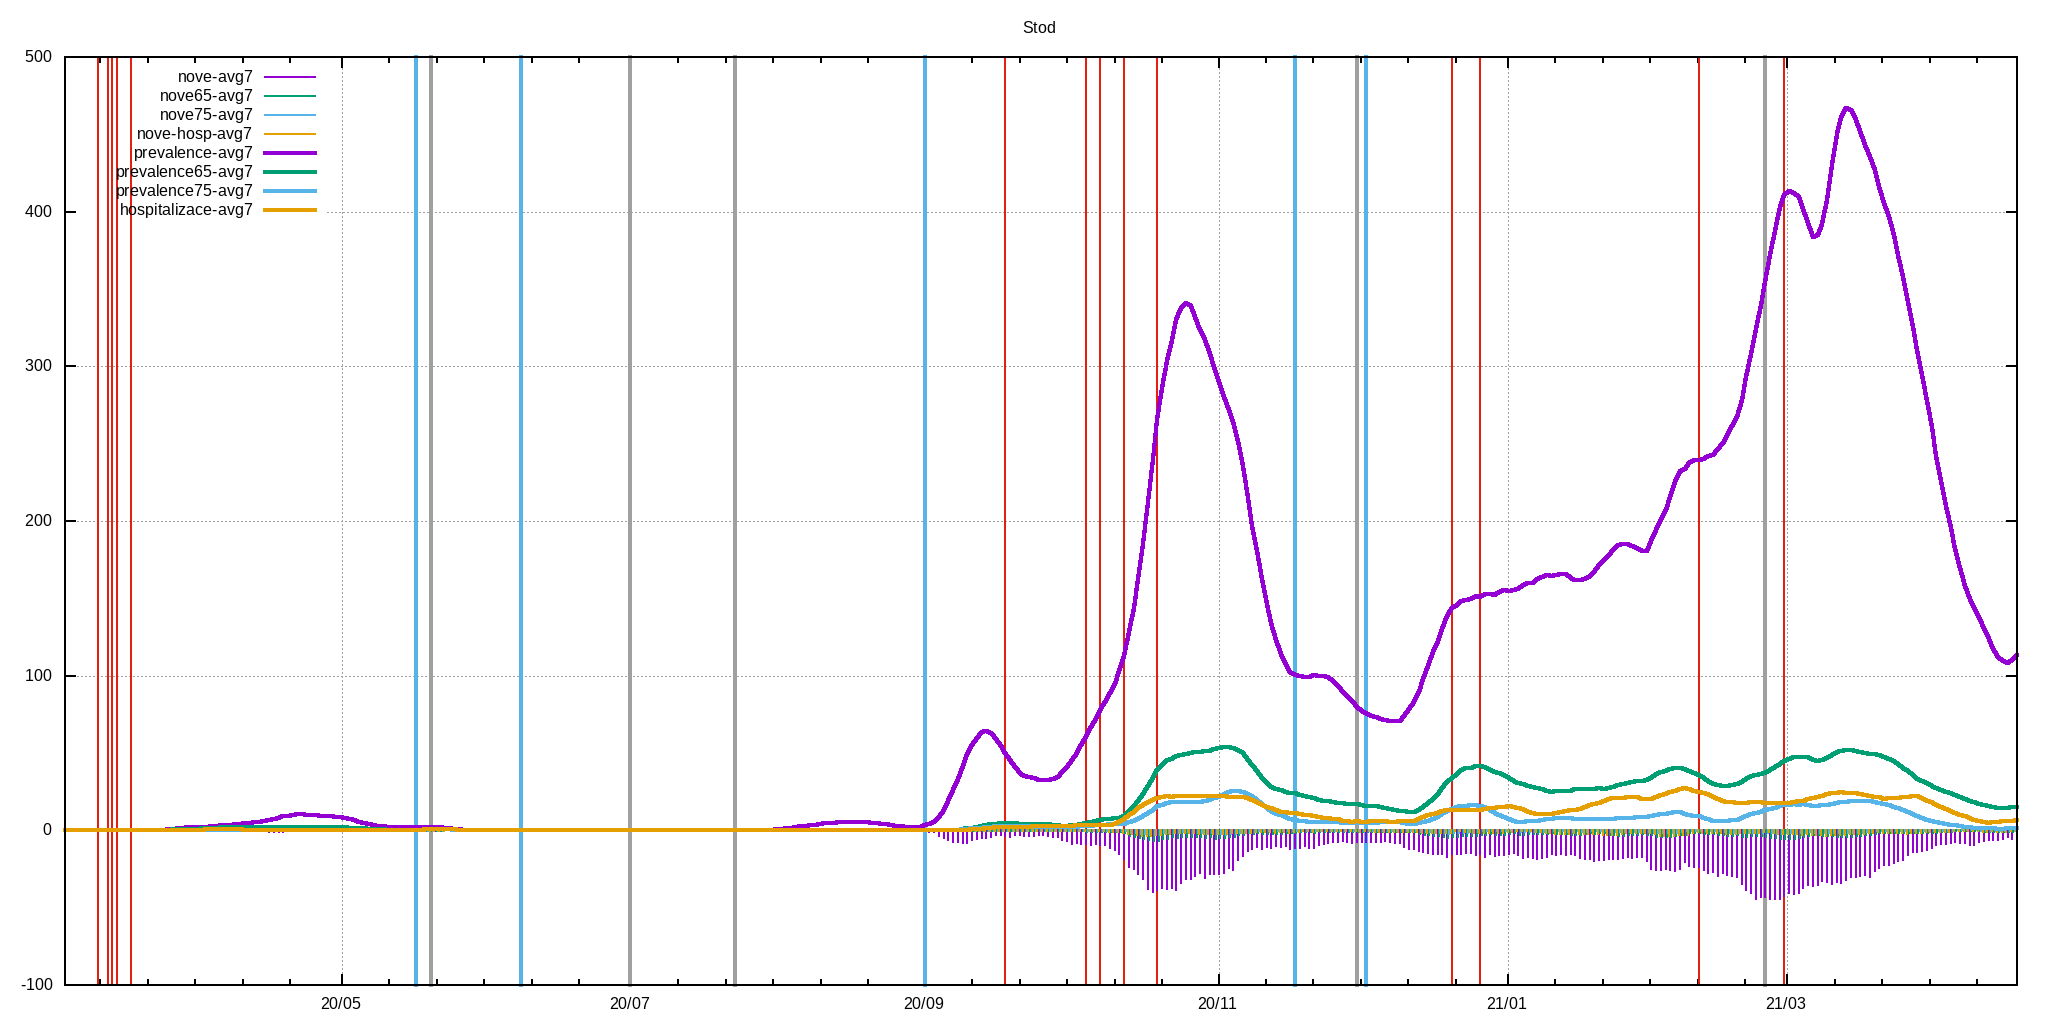 Stod
500
400
300
200
100
0
-100
nove-avg7
nove65-avg7
nove75-avg7
nove-hosp-avg7
prevalence-avg7
prevalence65-avg7
prevalence75-avg7
hospitalizace-avg7
20/05
20/07
20/09
20/11
21/01
21/03